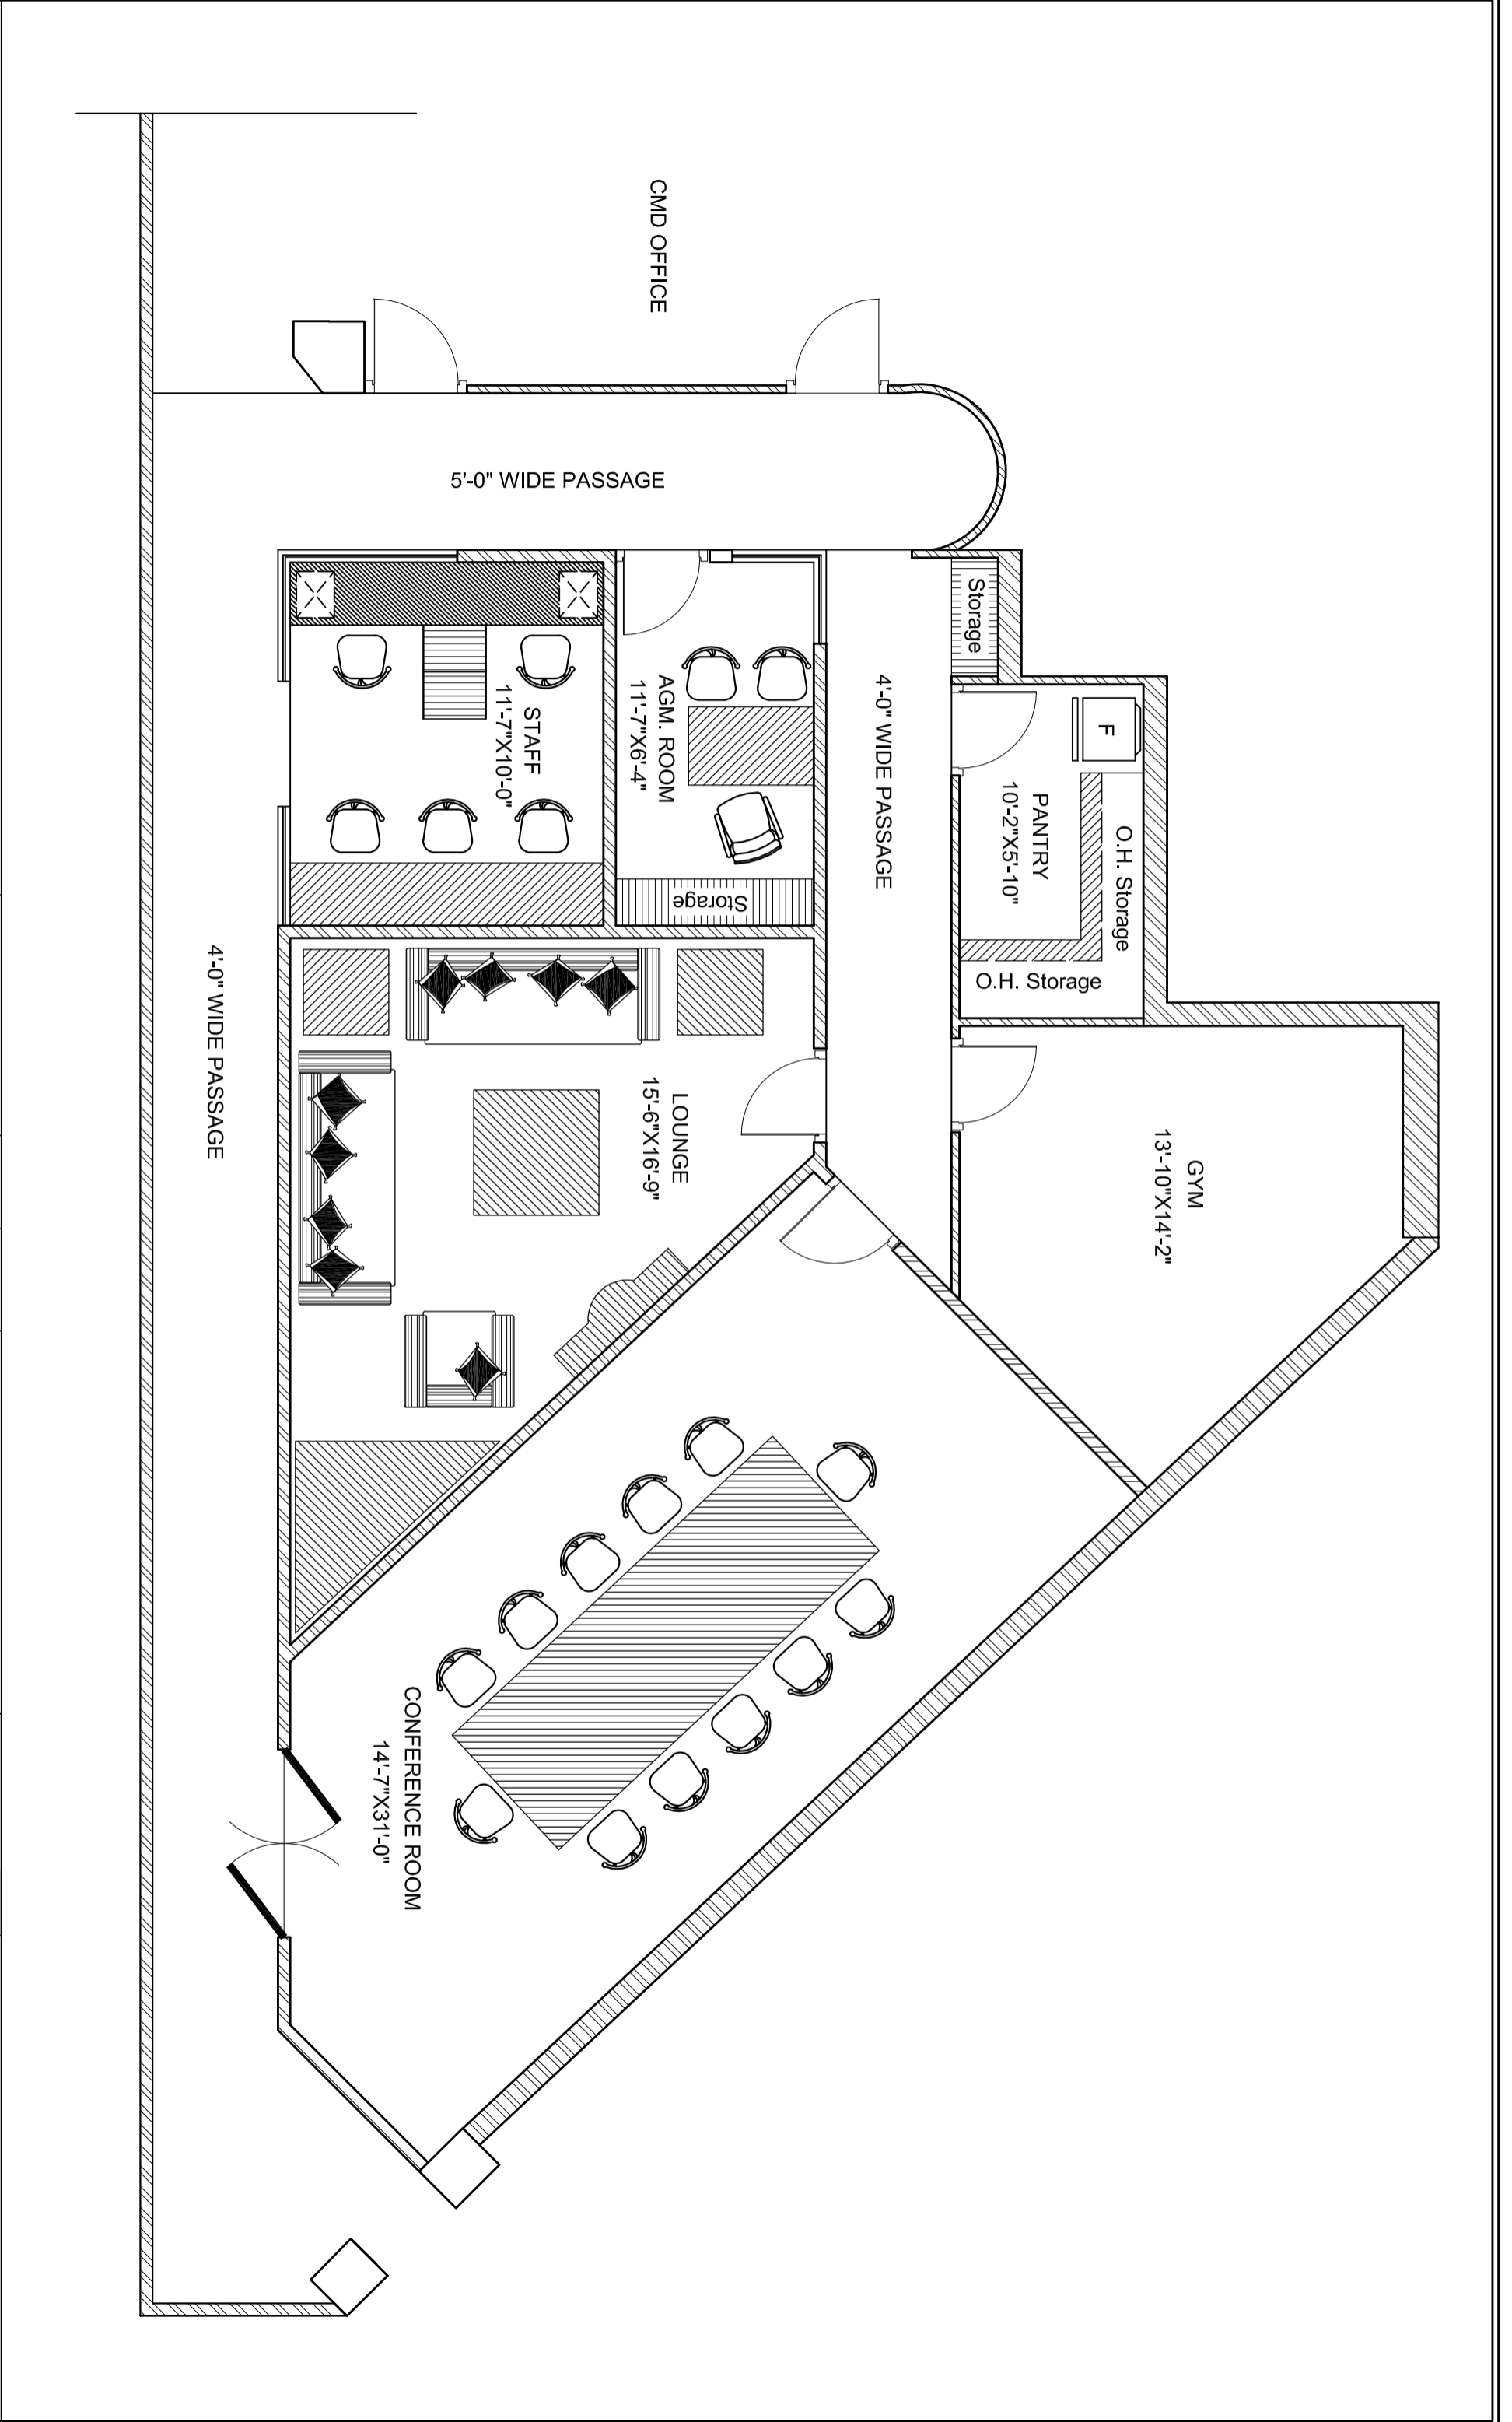 CMD OFFICE
5'-0" WIDE PASSAGE
Storage
F
PANTRY
10'-2"X5'-10"
O.H. Storage
O.H. Storage
4'-0" WIDE PASSAGE
AGM. ROOM
11'-7"X6'-4"
Storage
STAFF
11'-7"X10'-0"
4'-0" WIDE PASSAGE
LOUNGE
15'-6"X16'-9"
GYM
13'-10"X14'-2"
CONFERENCE ROOM
14'-7"X31'-0"